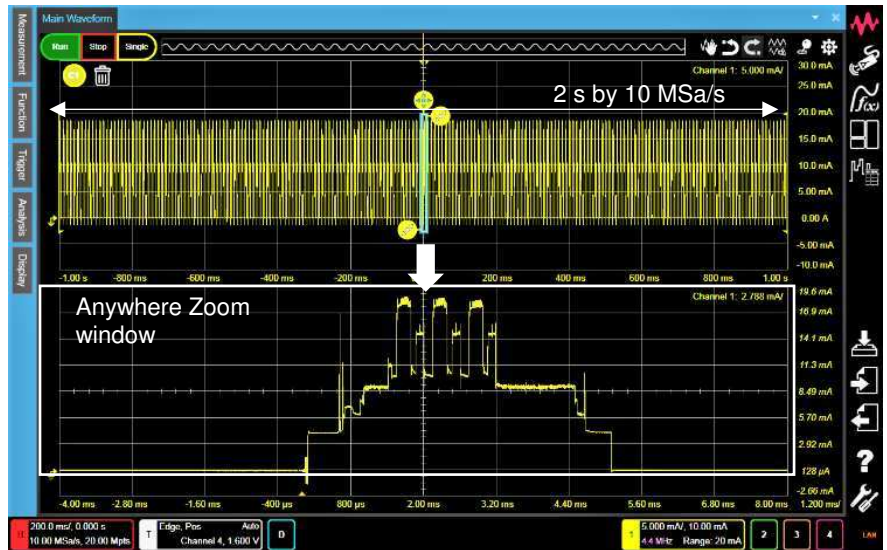 Main Waveform
Measurement
Function
Trigger
Analysis
Display
Run
Stop
Single
f(x)
C1
Channel 1: 5.000 mA/
2 s by 10 MSa/s
30.0 mA
25.0 mA
20.0 mA
15.0 mA
10.0 mA
5.00 mA
0.00 A
-5.00 mA
-10.0 mA
-1.00 s -800 ms -600 ms -400 ms -200 ms 200 ms 400 ms 600 ms 800 ms 1.00 s
Anywhere Zoom
window
Channel 1: 2.788 mA/
19.6 mA
16.9 mA
14.1 mA
11.3 mA
8.49 mA
5.70 mA
2.92 mA
128 µA
-2.66 mA
-4.00 ms -2.80 ms -1.60 ms -400 µs 800 µs 2.00 ms 3.20 ms 4.40 ms 5.60 ms 6.80 ms 8.00 ms 1.200 ms/
H 200.0 ms/, 0.000 s
10.00 MSa/s, 20.00 Mpts
T Edge, Pos Auto
Channel 4, 1.600 V
D
1 5.000 mA/, 10.00 mA
4.4 MHz Range: 20 mA
2
3
4
LAN
?